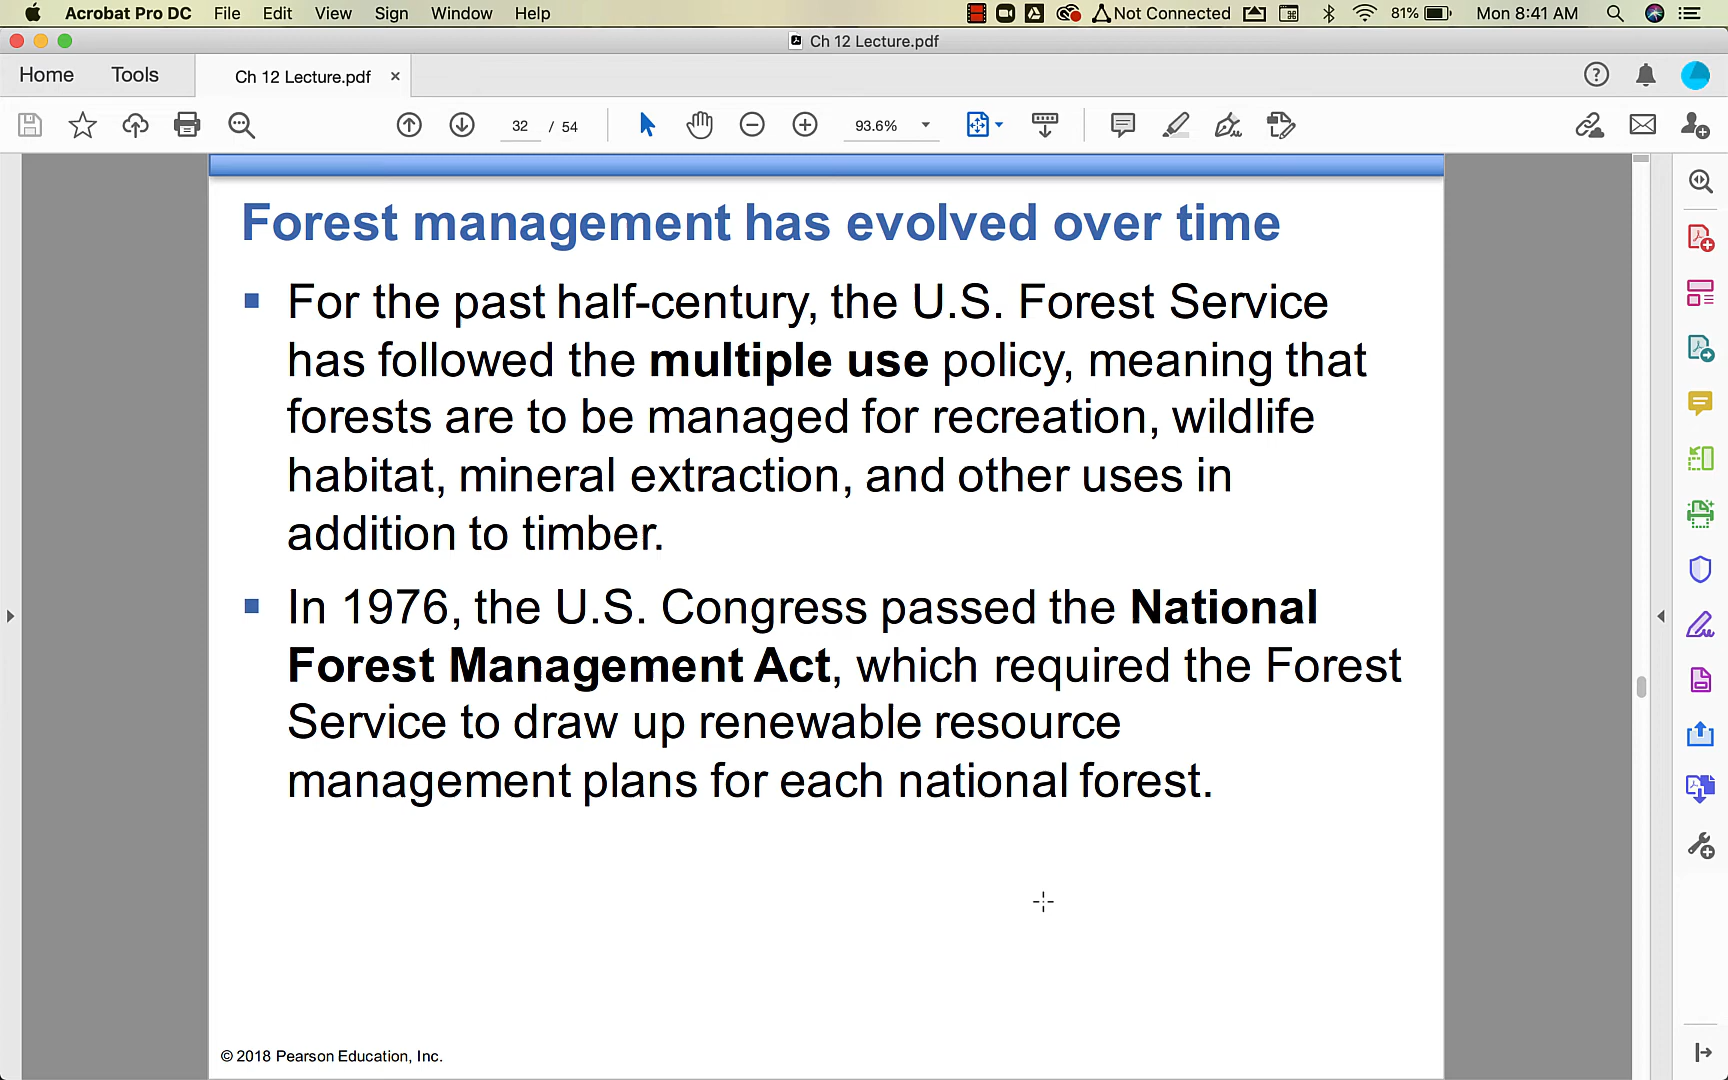 Acrobat Pro DC File Edit View Sign Window Help Not Connected 81% Mon 8:41 AM
Ch 12 Lecture.pdf
Home Tools Ch 12 Lecture.pdf ×
32 / 54 93.6%
Forest management has evolved over time
▪ For the past half-century, the U.S. Forest Service
has followed the multiple use policy, meaning that
forests are to be managed for recreation, wildlife
habitat, mineral extraction, and other uses in
addition to timber.
▪ In 1976, the U.S. Congress passed the National
Forest Management Act, which required the Forest
Service to draw up renewable resource
management plans for each national forest.
© 2018 Pearson Education, Inc.